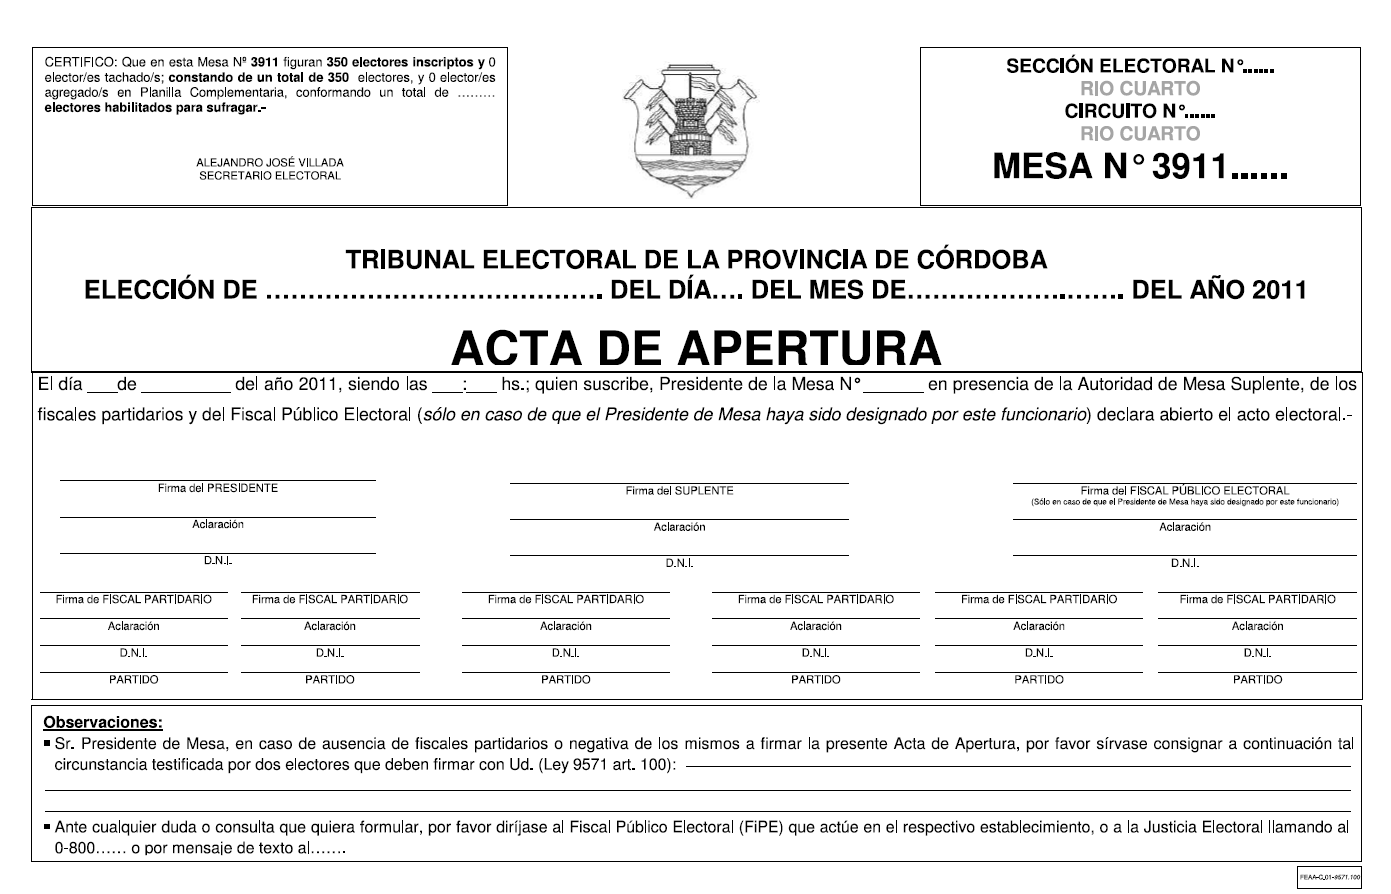 CERTIFICO: Que en esta Mesa Nº 3911 figuran 350 electores inscriptos y 0
elector/es tachado/s; constando de un total de 350 electores, y 0 elector/es
agregado/s en Planilla Complementaria, conformando un total de ………
electores habilitados para sufragar.-
ALEJANDRO JOSÉ VILLADA
SECRETARIO ELECTORAL
SECCIÓN ELECTORAL N°......
RIO CUARTO
CIRCUITO N°......
RIO CUARTO
MESA N° 3911......
TRIBUNAL ELECTORAL DE LA PROVINCIA DE CÓRDOBA
ELECCIÓN DE ........................................ DEL DÍA.... DEL MES DE.......................... DEL AÑO 2011
ACTA DE APERTURA
El día ___de __________ del año 2011, siendo las ___:___ hs.; quien suscribe, Presidente de la Mesa N°_______ en presencia de la Autoridad de Mesa Suplente, de los
fiscales partidarios y del Fiscal Público Electoral (sólo en caso de que el Presidente de Mesa haya sido designado por este funcionario) declara abierto el acto electoral.-
Firma del PRESIDENTE Firma del SUPLENTE Firma del FISCAL PÚBLICO ELECTORAL
(Sólo en caso de que el Presidente de Mesa haya sido designado por este funcionario)
Aclaración Aclaración Aclaración
D.N.I. D.N.I. D.N.I.
Firma de FISCAL PARTIDARIO Firma de FISCAL PARTIDARIO Firma de FISCAL PARTIDARIO Firma de FISCAL PARTIDARIO Firma de FISCAL PARTIDARIO Firma de FISCAL PARTIDARIO
Aclaración Aclaración Aclaración Aclaración Aclaración Aclaración
D.N.I. D.N.I. D.N.I. D.N.I. D.N.I. D.N.I.
PARTIDO PARTIDO PARTIDO PARTIDO PARTIDO PARTIDO
Observaciones:
▪ Sr. Presidente de Mesa, en caso de ausencia de fiscales partidarios o negativa de los mismos a firmar la presente Acta de Apertura, por favor sírvase consignar a continuación tal
circunstancia testificada por dos electores que deben firmar con Ud. (Ley 9571 art. 100):
▪ Ante cualquier duda o consulta que quiera formular, por favor diríjase al Fiscal Público Electoral (FiPE) que actúe en el respectivo establecimiento, o a la Justicia Electoral llamando al
0-800…… o por mensaje de texto al…….
FEAA-C_01-9571.100